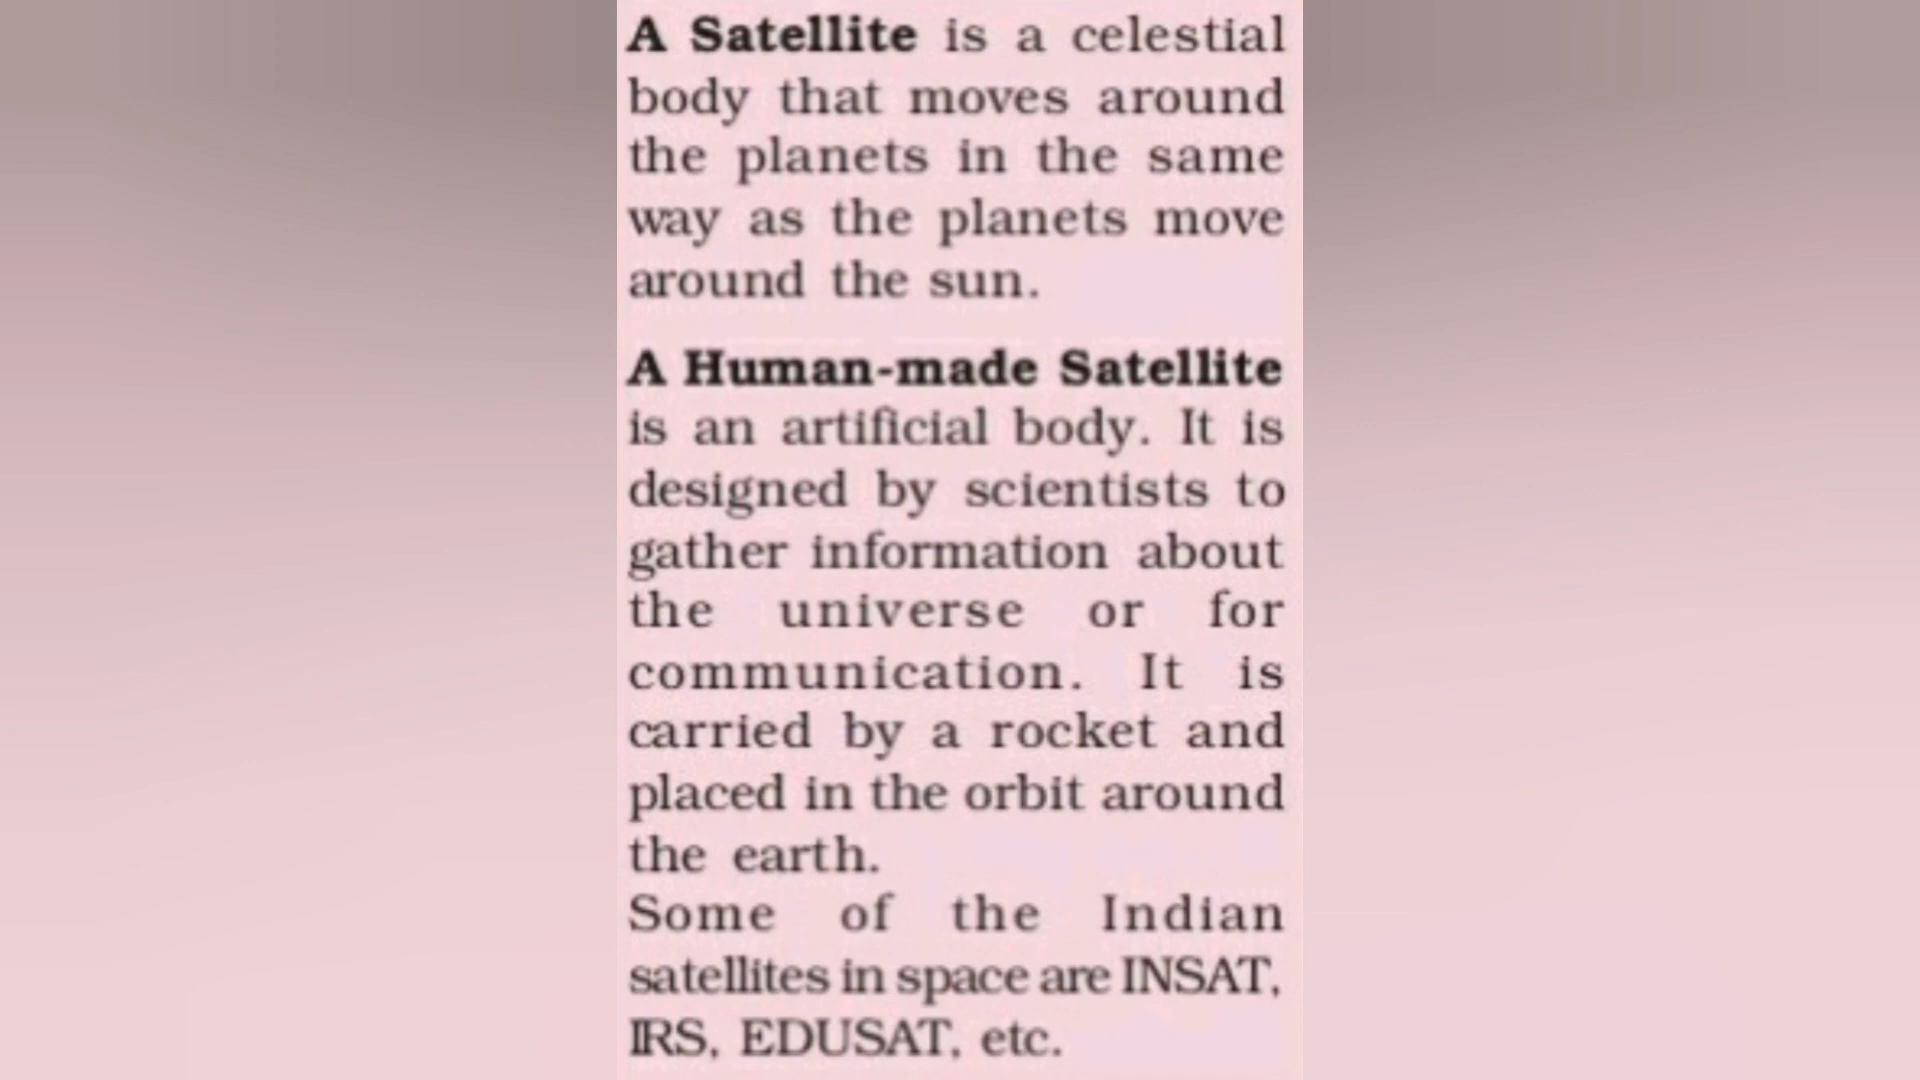 A Satellite is a celestial
body that moves around
the planets in the same
way as the planets move
around the sun.
A Human-made Satellite
is an artificial body. It is
designed by scientists to
gather information about
the universe or for
communication. It is
carried by a rocket and
placed in the orbit around
the earth.
Some of the Indian
satellites in space are INSAT,
IRS, EDUSAT, etc.